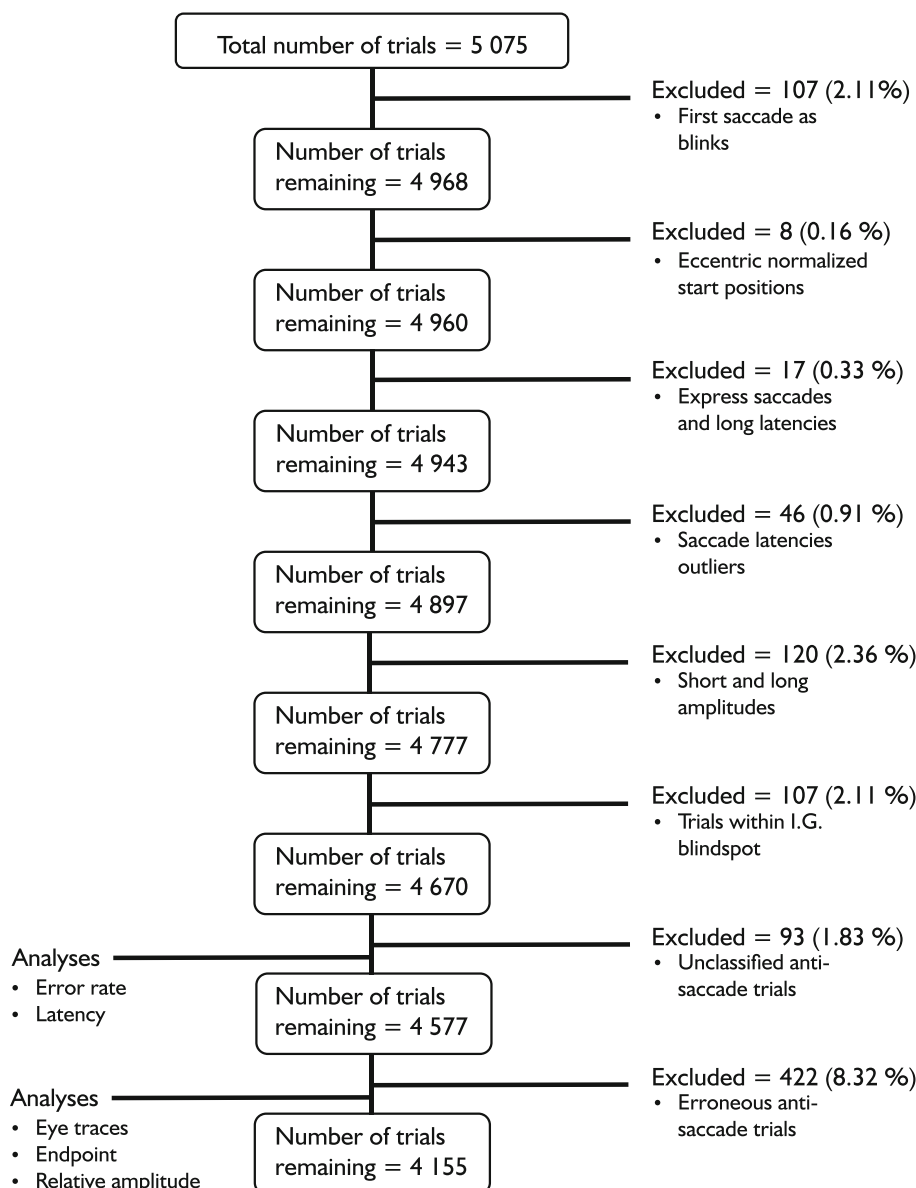 Total number of trials = 5 075
Excluded = 107 (2.11%)
• First saccade as
blinks
Number of trials
remaining = 4 968
Excluded = 8 (0.16 %)
• Eccentric normalized
start positions
Number of trials
remaining = 4 960
Excluded = 17 (0.33 %)
• Express saccades
and long latencies
Number of trials
remaining = 4 943
Excluded = 46 (0.91 %)
• Saccade latencies
outliers
Number of trials
remaining = 4 897
Excluded = 120 (2.36 %)
• Short and long
amplitudes
Number of trials
remaining = 4 777
Excluded = 107 (2.11 %)
• Trials within I.G.
blindspot
Number of trials
remaining = 4 670
Excluded = 93 (1.83 %)
• Unclassified anti-
saccade trials
Analyses
• Error rate
• Latency
Number of trials
remaining = 4 577
Excluded = 422 (8.32 %)
• Erroneous anti-
saccade trials
Analyses
• Eye traces
• Endpoint
• Relative amplitude
Number of trials
remaining = 4 155